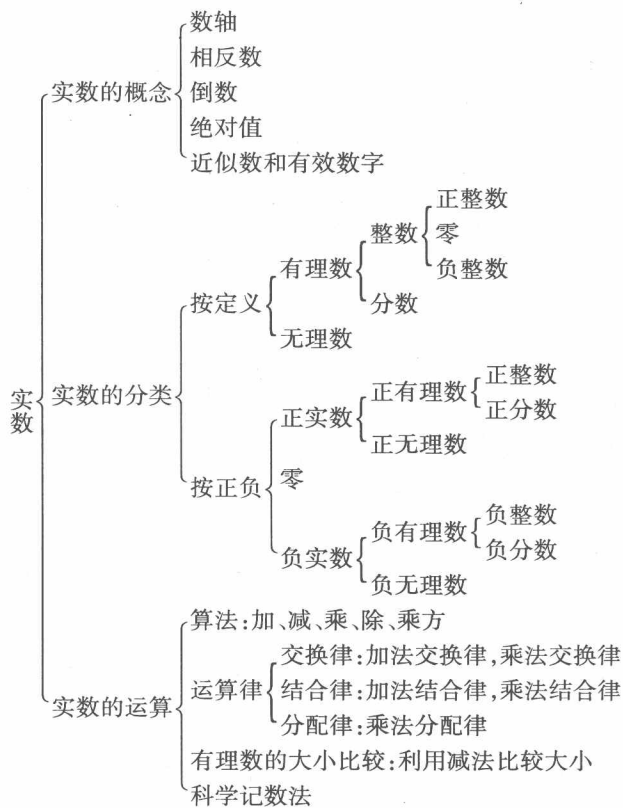 实数
实数的概念
数轴
相反数
倒数
绝对值
近似数和有效数字
实数的分类
按定义
有理数
整数
正整数
零
负整数
分数
无理数
按正负
正实数
正有理数
正整数
正分数
正无理数
零
负实数
负有理数
负整数
负分数
负无理数
实数的运算
算法:加、减、乘、除、乘方
运算律
交换律:加法交换律,乘法交换律
结合律:加法结合律,乘法结合律
分配律:乘法分配律
有理数的大小比较:利用减法比较大小
科学记数法